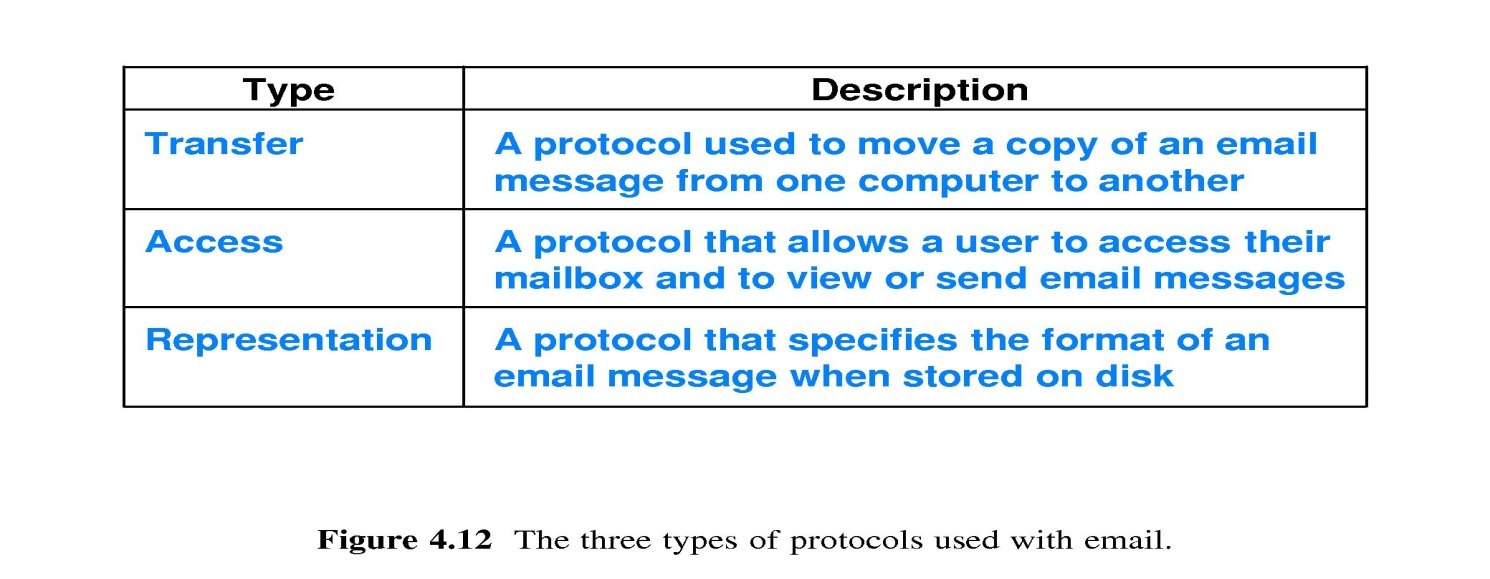 Type Description
Transfer A protocol used to move a copy of an email
message from one computer to another
Access A protocol that allows a user to access their
mailbox and to view or send email messages
Representation A protocol that specifies the format of an
email message when stored on disk
Figure 4.12 The three types of protocols used with email.